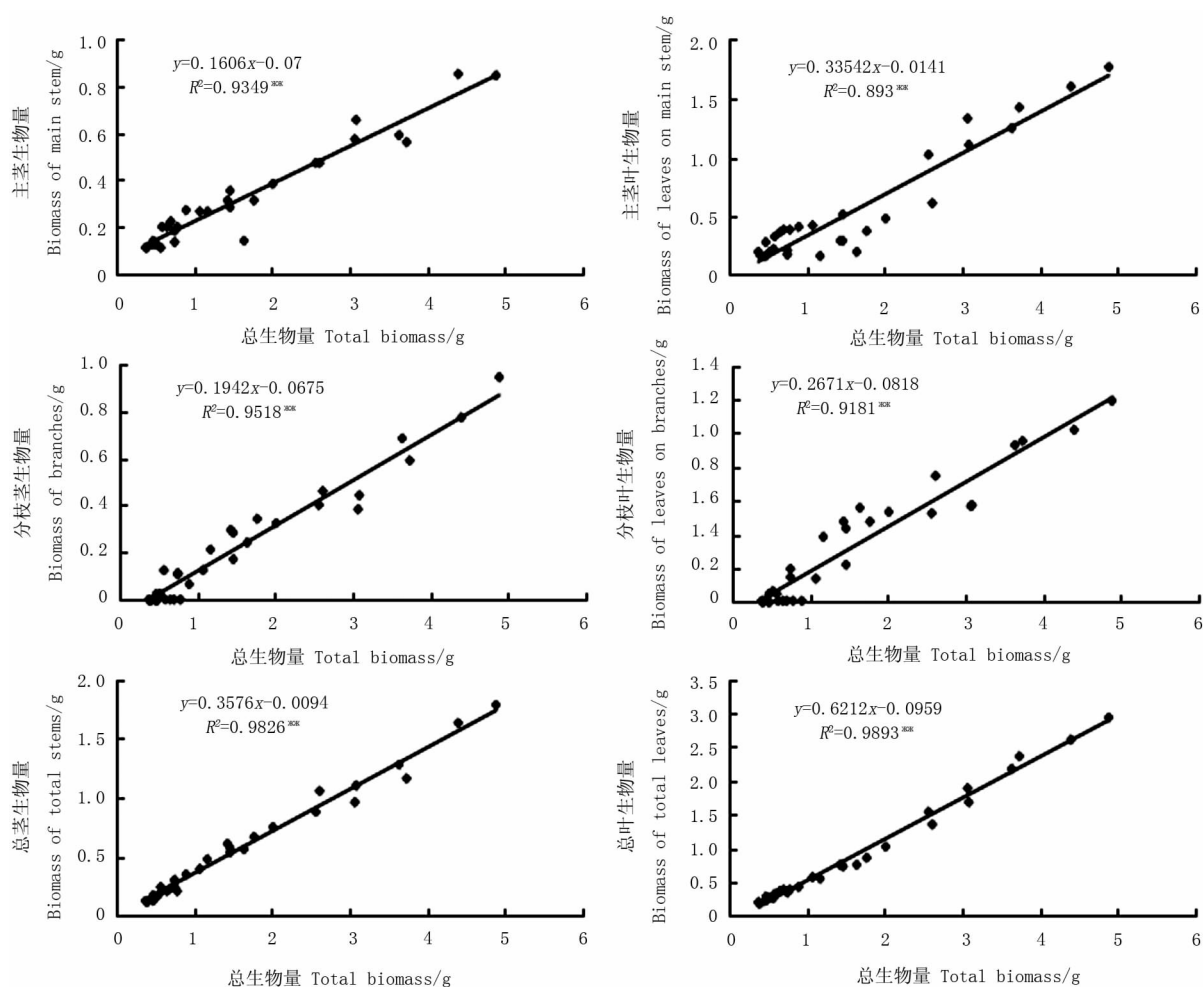 主茎生物量
Biomass of main stem/g
y=0.1606x-0.07
R²=0.9349**
1.0
0.8
0.6
0.4
0.2
0
0 1 2 3 4 5 6
总生物量 Total biomass/g
主茎叶生物量
Biomass of leaves on main stem/g
y=0.33542x-0.0141
R²=0.893**
2.0
1.5
1.0
0.5
0
0 1 2 3 4 5 6
总生物量 Total biomass/g
分枝茎生物量
Biomass of branches/g
y=0.1942x-0.0675
R²=0.9518**
1.0
0.8
0.6
0.4
0.2
0
0 1 2 3 4 5 6
总生物量 Total biomass/g
分枝叶生物量
Biomass of leaves on branches/g
y=0.2671x-0.0818
R²=0.9181**
1.4
1.2
1.0
1.8
1.6
1.4
0.2
0
0 1 2 3 4 5 6
总生物量 Total biomass/g
总茎生物量
Biomass of total stems/g
y=0.3576x-0.0094
R²=0.9826**
2.0
1.5
1.0
0.5
0
0 1 2 3 4 5 6
总生物量 Total biomass/g
总叶生物量
Biomass of total leaves/g
y=0.6212x-0.0959
R²=0.9893**
3.5
3.0
2.5
2.0
1.5
1.0
0.5
0
0 1 2 3 4 5 6
总生物量 Total biomass/g